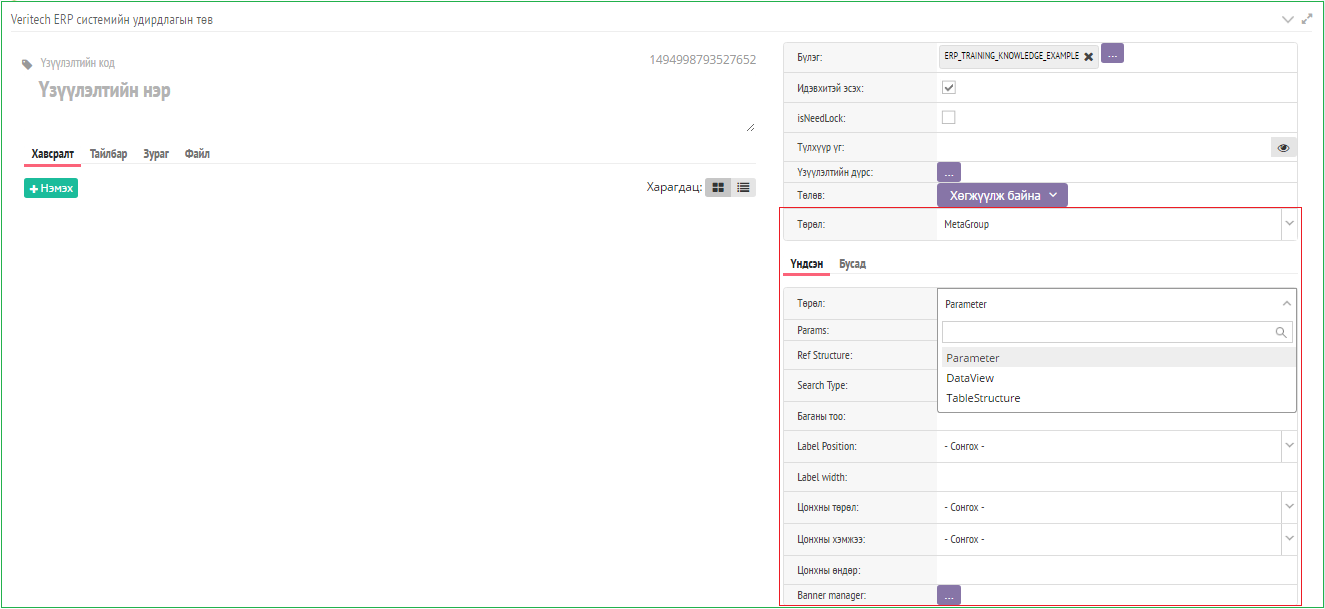 Veritech ERP системийн удирдлагын төв
Үзүүлэлтийн код
1494998793527652
Үзүүлэлтийн нэр
Хавсралт Тайлбар Зураг Файл
Нэмэх
Харагдац:
Бүлэг: ERP_TRAINING_KNOWLEDGE_EXAMPLE ...
Идэвхитэй эсэх:
isNeedLock:
Түлхүүр үг:
Үзүүлэлтийн дүрс: ...
Төлөв: Хөгжүүлж байна
Төрөл: MetaGroup
Үндсэн Бусад
Төрөл: Parameter
Params:
Ref Structure:
Search Type:
Parameter
DataView
TableStructure
Баганы тоо:
Label Position: - Сонгох -
Label width:
Цонхны төрөл: - Сонгох -
Цонхны хэмжээ: - Сонгох -
Цонхны өндөр:
Banner manager: ...